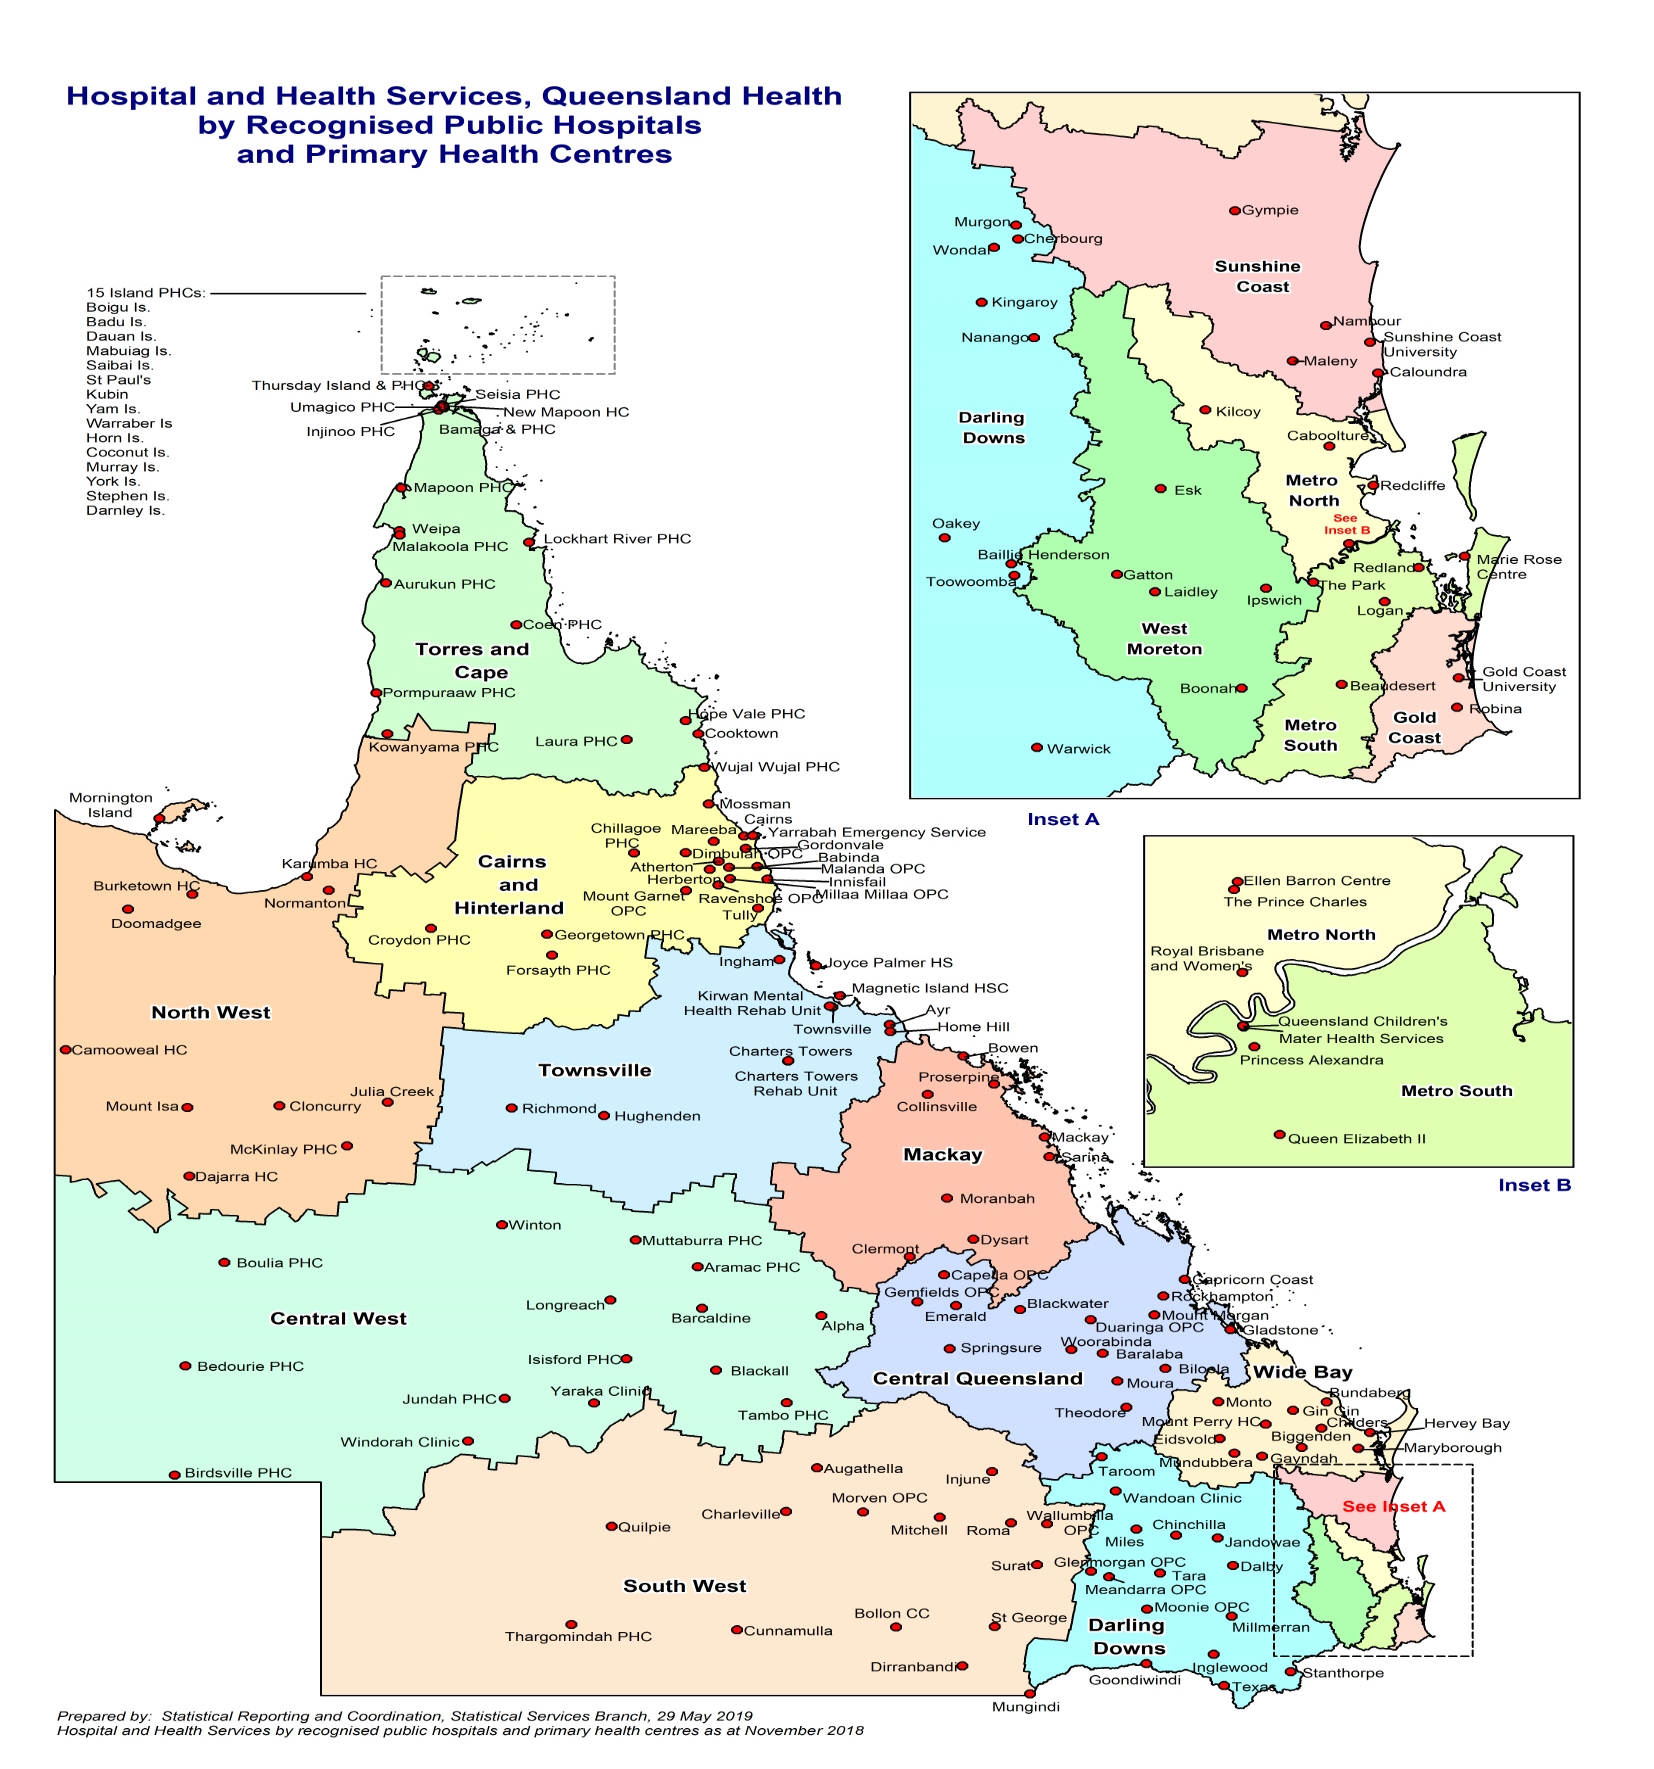 Hospital and Health Services, Queensland Health
by Recognised Public Hospitals
and Primary Health Centres
15 Island PHCs:
Boigu Is.
Badu Is.
Dauan Is.
Mabuiag Is.
Saibai Is.
St Paul's
Kubin
Yam Is.
Warraber Is
Horn Is.
Coconut Is.
Murray Is.
York Is.
Stephen Is.
Darnley Is.
Thursday Island & PHC's
Seisia PHC
Umagico PHC
New Mapoon HC
Injinoo PHC
Bamaga & PHC
Mapoon PHC
Weipa
Malakoola PHC
Lockhart River PHC
Aurukun PHC
Coen PHC
Torres and
Cape
Pormpuraaw PHC
Hope Vale PHC
Cooktown
Laura PHC
Kowanyama PHC
Wujal Wujal PHC
Mossman
Cairns
Mornington
Island
Chillagoe
PHC
Mareeba
Yarrabah Emergency Service
Gordonvale
Dimbulah OPC
Babinda
Atherton
Malanda OPC
Herberton
Innisfail
Millaa Millaa OPC
Mount Garnet
OPC
Ravenshoe OPC
Tully
Cairns
and
Hinterland
Karumba HC
Burketown HC
Normanton
Doomadgee
Croydon PHC
Georgetown PHC
Forsayth PHC
Ingham
Joyce Palmer HS
Magnetic Island HSC
Kirwan Mental
Health Rehab Unit
Townsville
Ayr
Home Hill
North West
Camooweal HC
Townsville
Charters Towers
Charters Towers
Rehab Unit
Bowen
Proserpine
Collinsville
Julia Creek
Mount Isa
Cloncurry
Richmond
Hughenden
McKinlay PHC
Dajarra HC
Mackay
Mackay
Sarina
Moranbah
Dysart
Clermont
Winton
Muttaburra PHC
Boulia PHC
Aramac PHC
Longreach
Barcaldine
Alpha
Central West
Isisford PHC
Bedourie PHC
Blackall
Jundah PHC
Yaraka Clinic
Tambo PHC
Windorah Clinic
Birdsville PHC
Capella OPC
Gemfields OPC
Emerald
Blackwater
Capricorn Coast
Rockhampton
Mount Morgan
Duaringa OPC
Gladstone
Woorabinda
Springsure
Baralaba
Biloela
Central Queensland
Moura
Theodore
Wide Bay
Bundaberg
Monto
Gin Gin
Mount Perry HC
Childers
Hervey Bay
Eidsvold
Biggenden
Maryborough
Mundubbera
Gayndah
Augathella
Injune
Taroom
Wandoan Clinic
Charleville
Morven OPC
Mitchell
Roma
Wallumbilla
OPC
Quilpie
Miles
Chinchilla
Jandowae
Surat
Glenmorgan OPC
Tara
Dalby
Meandarra OPC
South West
Moonie OPC
Bollon CC
St George
Thargomindah PHC
Cunnamulla
Darling
Downs
Millmerran
Dirranbandi
Inglewood
Goondiwindi
Stanthorpe
Texas
Mungindi
See Inset A
Murgon
Cherbourg
Wondai
Gympie
Sunshine
Coast
Kingaroy
Nanango
Nambour
Sunshine Coast
University
Maleny
Caloundra
Darling
Downs
Kilcoy
Caboolture
Metro
North
Redcliffe
Esk
See
Inset B
Oakey
Baillie Henderson
Toowoomba
Gatton
Laidley
Ipswich
The Park
Redland
Marie Rose
Centre
Logan
West
Moreton
Boonah
Beaudesert
Gold Coast
University
Robina
Metro
South
Gold
Coast
Warwick
Inset A
Ellen Barron Centre
The Prince Charles
Metro North
Royal Brisbane
and Women's
Queensland Children's
Mater Health Services
Princess Alexandra
Metro South
Queen Elizabeth II
Inset B
Prepared by: Statistical Reporting and Coordination, Statistical Services Branch, 29 May 2019
Hospital and Health Services by recognised public hospitals and primary health centres as at November 2018